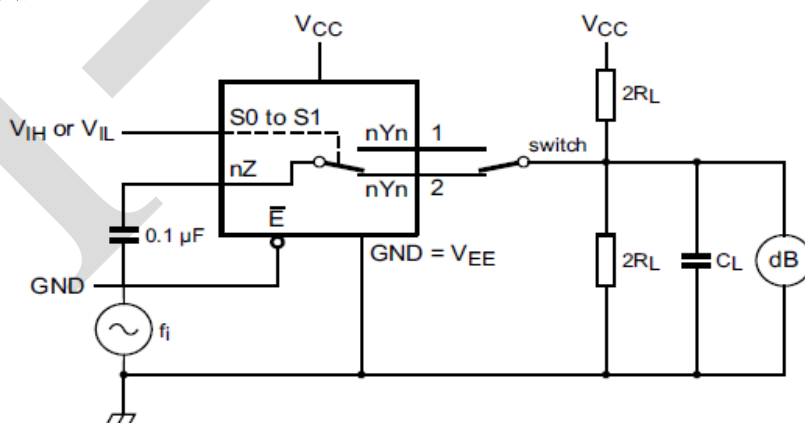 VCC
VCC
S0 to S1
VIH or VIL
nYn 1
switch
2RL
nZ
nYn 2
E
0.1 µF
GND = VEE
2RL
CL
dB
GND
fi